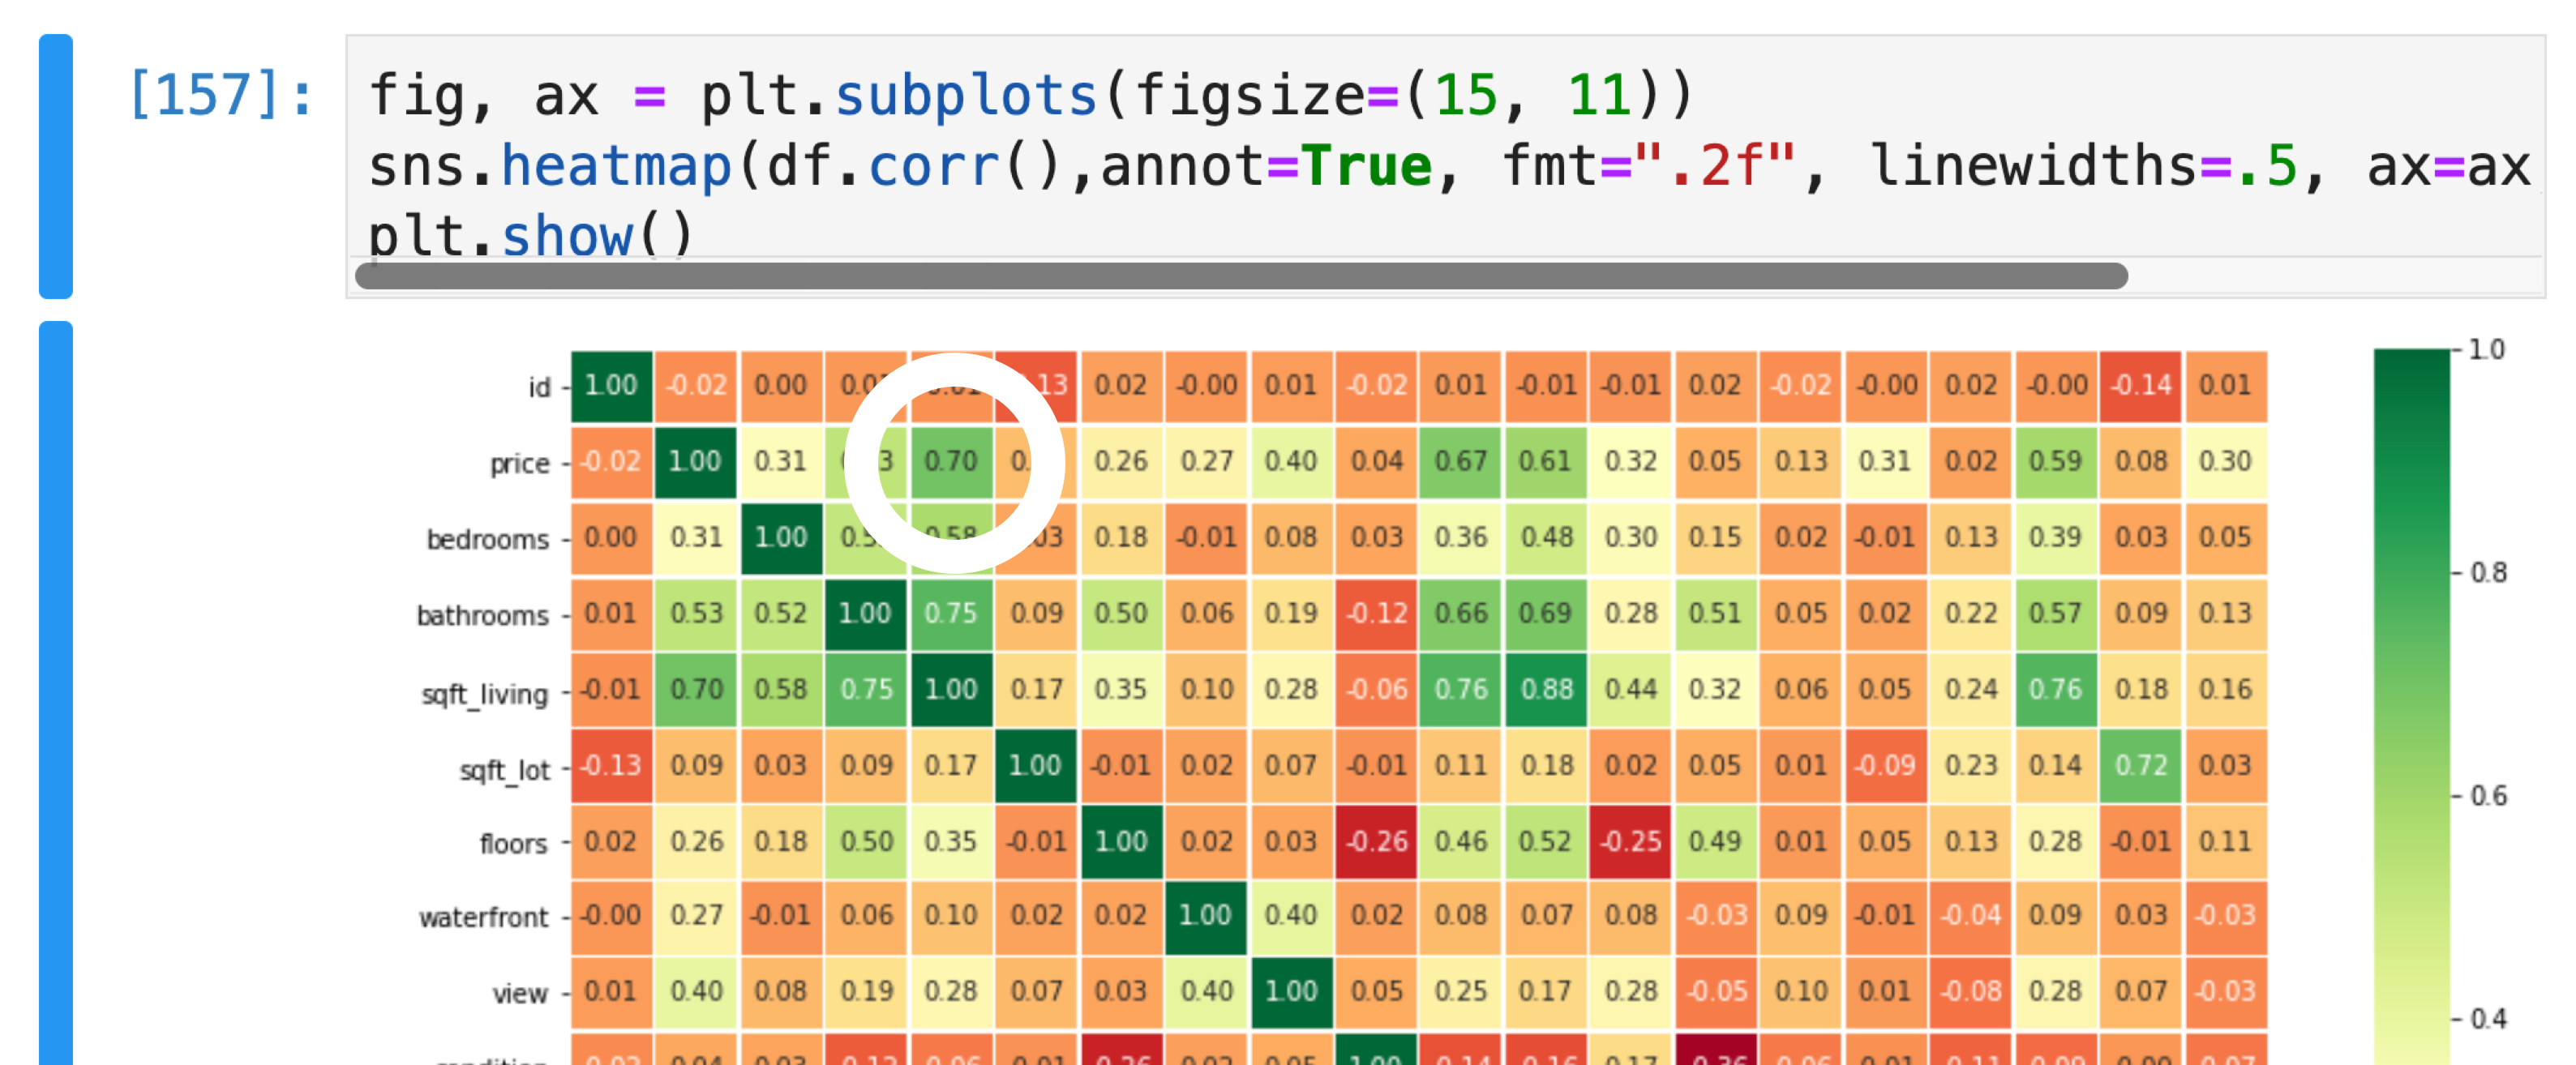 [157]: fig, ax = plt.subplots(figsize=(15, 11))
sns.heatmap(df.corr(),annot=True, fmt=".2f", linewidths=.5, ax=ax
plt.show()
id 1.00 -0.02 0.00 0.02 -0.00 0.01 -0.02 0.01 -0.01 -0.01 0.02 -0.02 -0.00 0.02 -0.00 -0.14 0.01
1.0
price -0.02 1.00 0.31 0.70 0.26 0.27 0.40 0.04 0.67 0.61 0.32 0.05 0.13 0.31 0.02 0.59 0.08 0.30
bedrooms 0.00 0.31 1.00 0.58 0.18 -0.01 0.08 0.03 0.36 0.48 0.30 0.15 0.02 -0.01 0.13 0.39 0.03 0.05
0.8
bathrooms 0.01 0.53 0.52 1.00 0.75 0.09 0.50 0.06 0.19 -0.12 0.66 0.69 0.28 0.51 0.05 0.02 0.22 0.57 0.09 0.13
sqft_living -0.01 0.70 0.58 0.75 1.00 0.17 0.35 0.10 0.28 -0.06 0.76 0.88 0.44 0.32 0.06 0.05 0.24 0.76 0.18 0.16
sqft_lot -0.13 0.09 0.03 0.09 0.17 1.00 -0.01 0.02 0.07 -0.01 0.11 0.18 0.02 0.05 0.01 -0.09 0.23 0.14 0.72 0.03
0.6
floors 0.02 0.26 0.18 0.50 0.35 -0.01 1.00 0.02 0.03 -0.26 0.46 0.52 -0.25 0.49 0.01 0.05 0.13 0.28 -0.01 0.11
waterfront -0.00 0.27 -0.01 0.06 0.10 0.02 0.02 1.00 0.40 0.02 0.08 0.07 0.08 -0.03 0.09 -0.01 -0.04 0.09 0.03 -0.03
view 0.01 0.40 0.08 0.19 0.28 0.07 0.03 0.40 1.00 0.05 0.25 0.17 0.28 -0.05 0.10 0.01 -0.08 0.28 0.07 -0.03
0.4